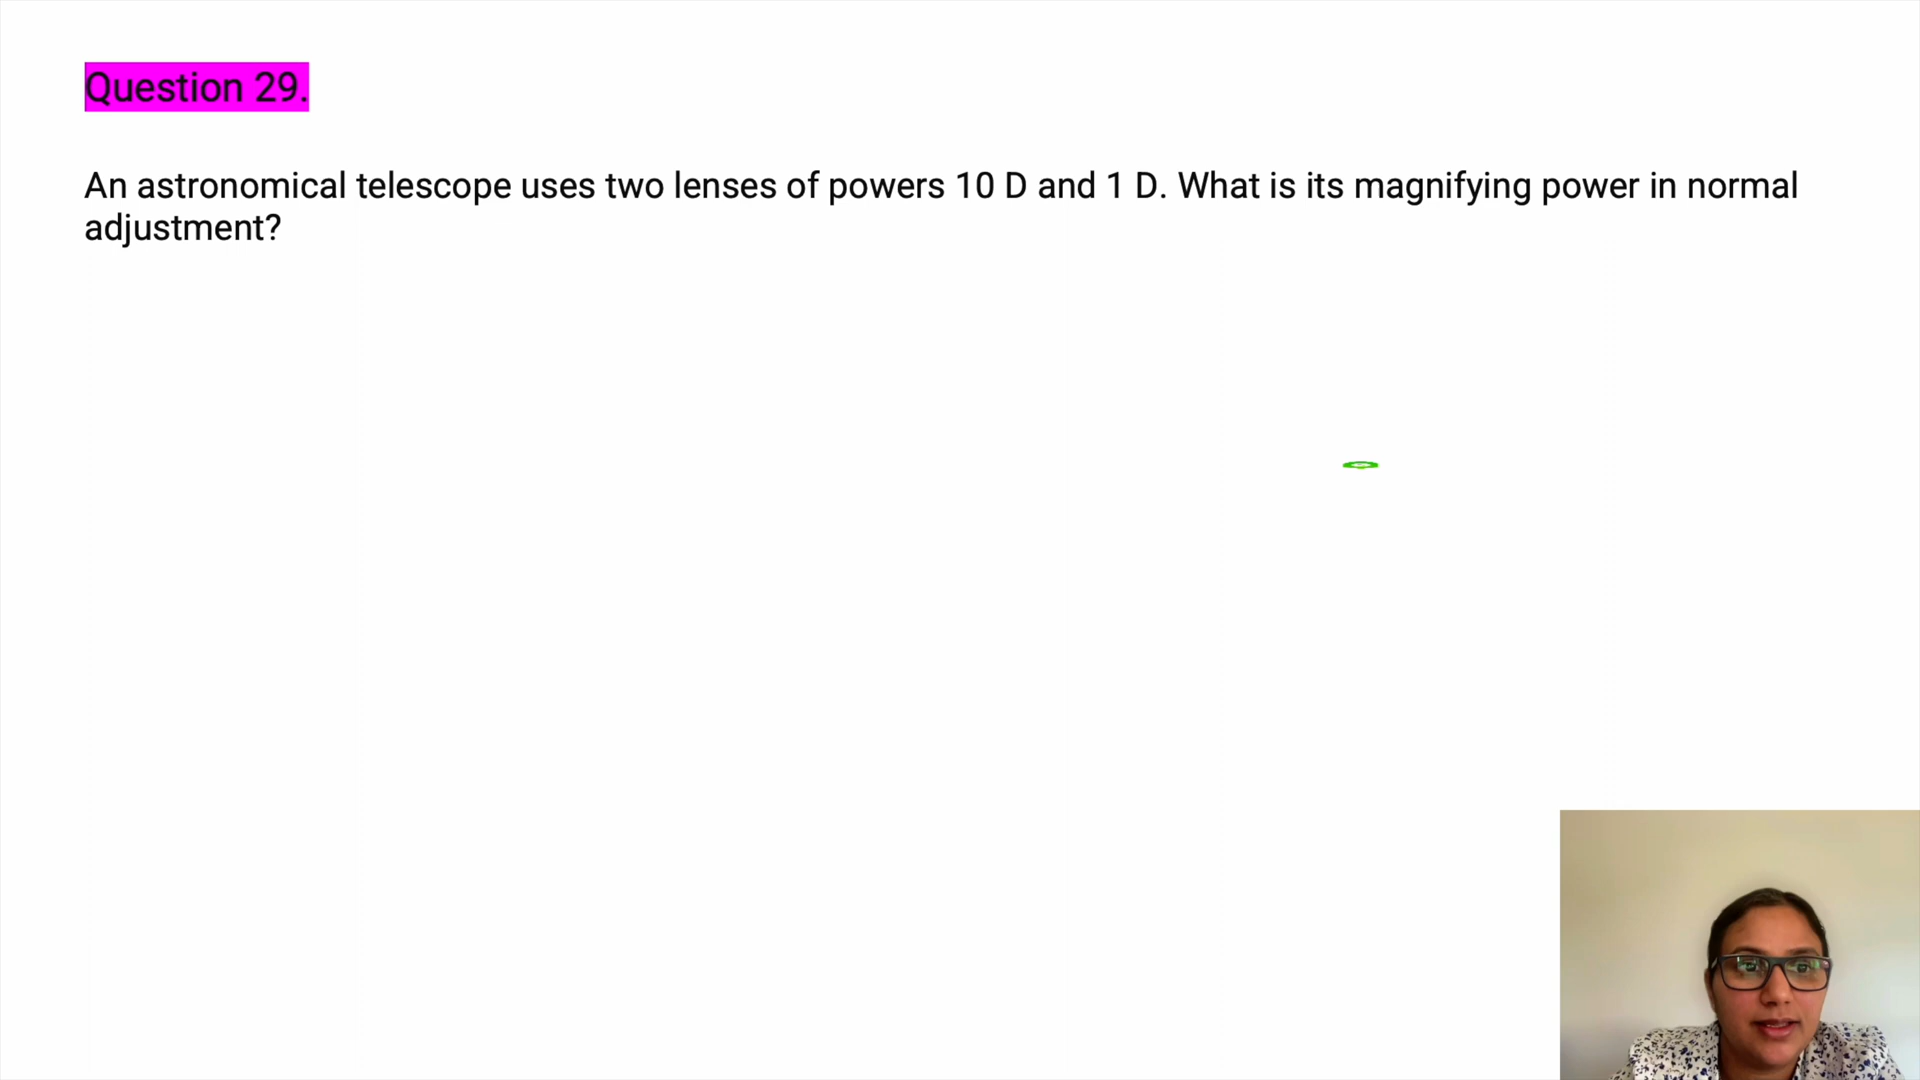 Question 29.
An astronomical telescope uses two lenses of powers 10 D and 1 D. What is its magnifying power in normal
adjustment?